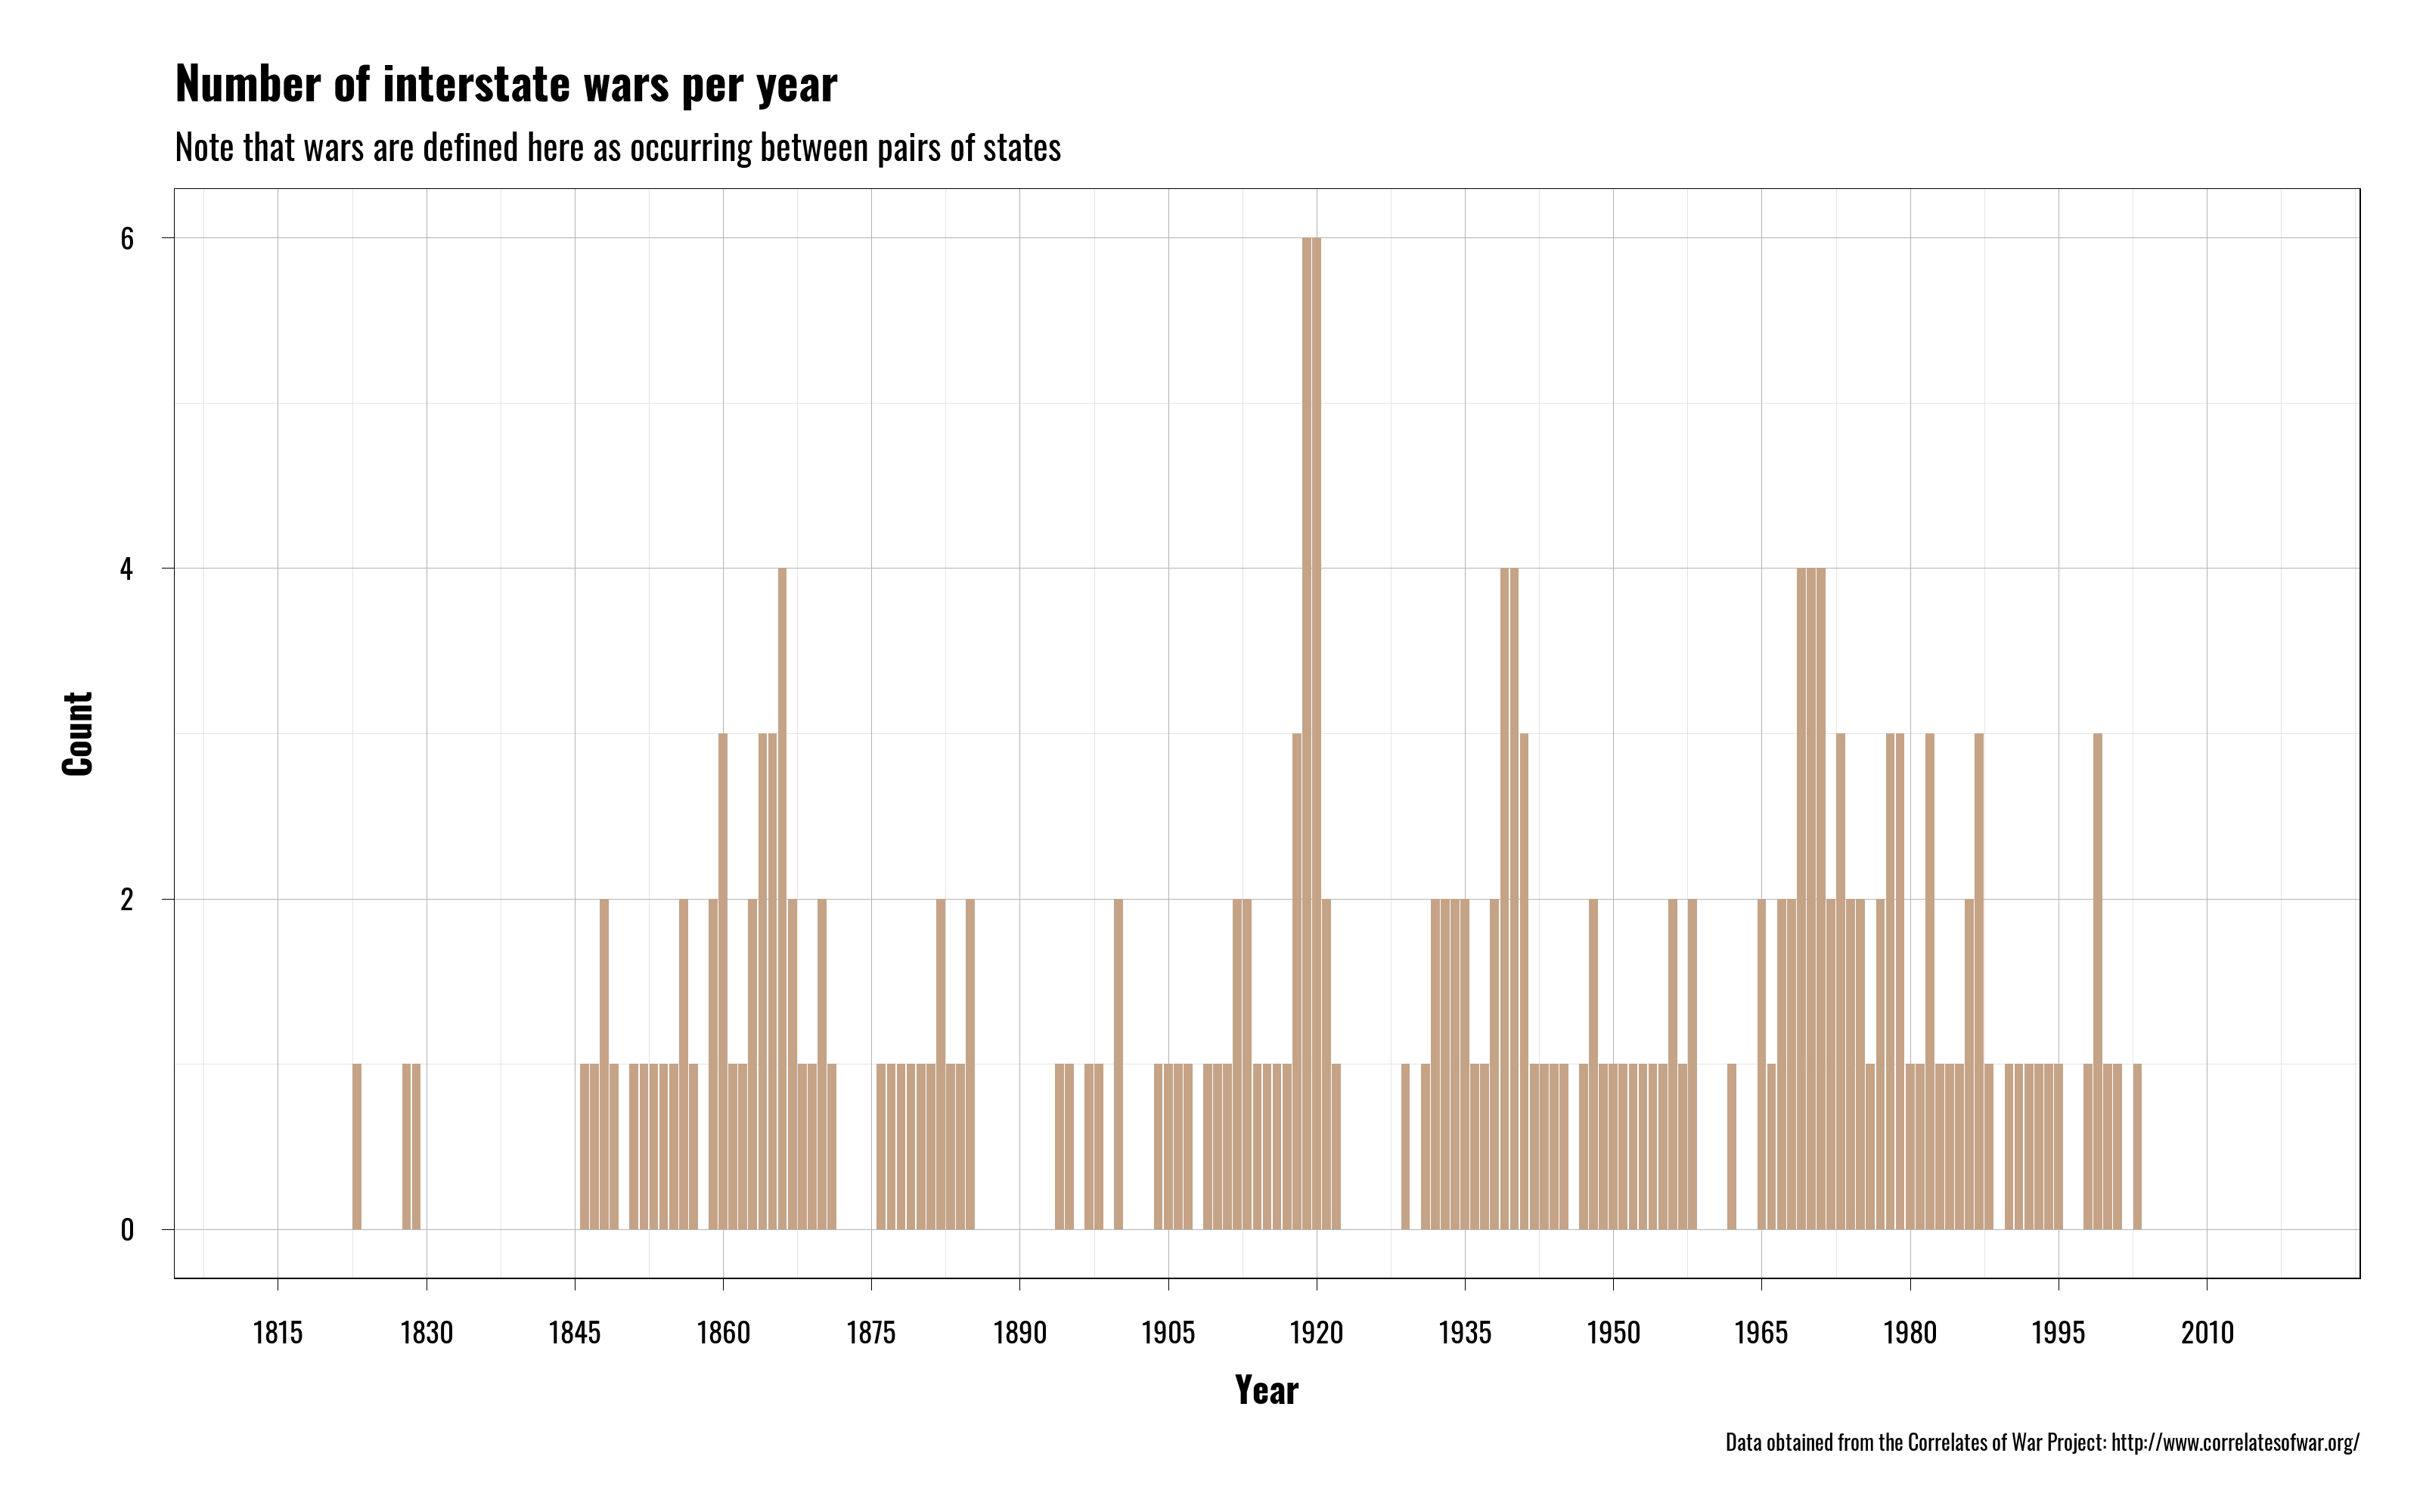 Number of interstate wars per year
Note that wars are defined here as occurring between pairs of states
6
4
2
0
Count
1815 1830 1845 1860 1875 1890 1905 1920 1935 1950 1965 1980 1995 2010
Year
Data obtained from the Correlates of War Project: http://www.correlatesofwar.org/